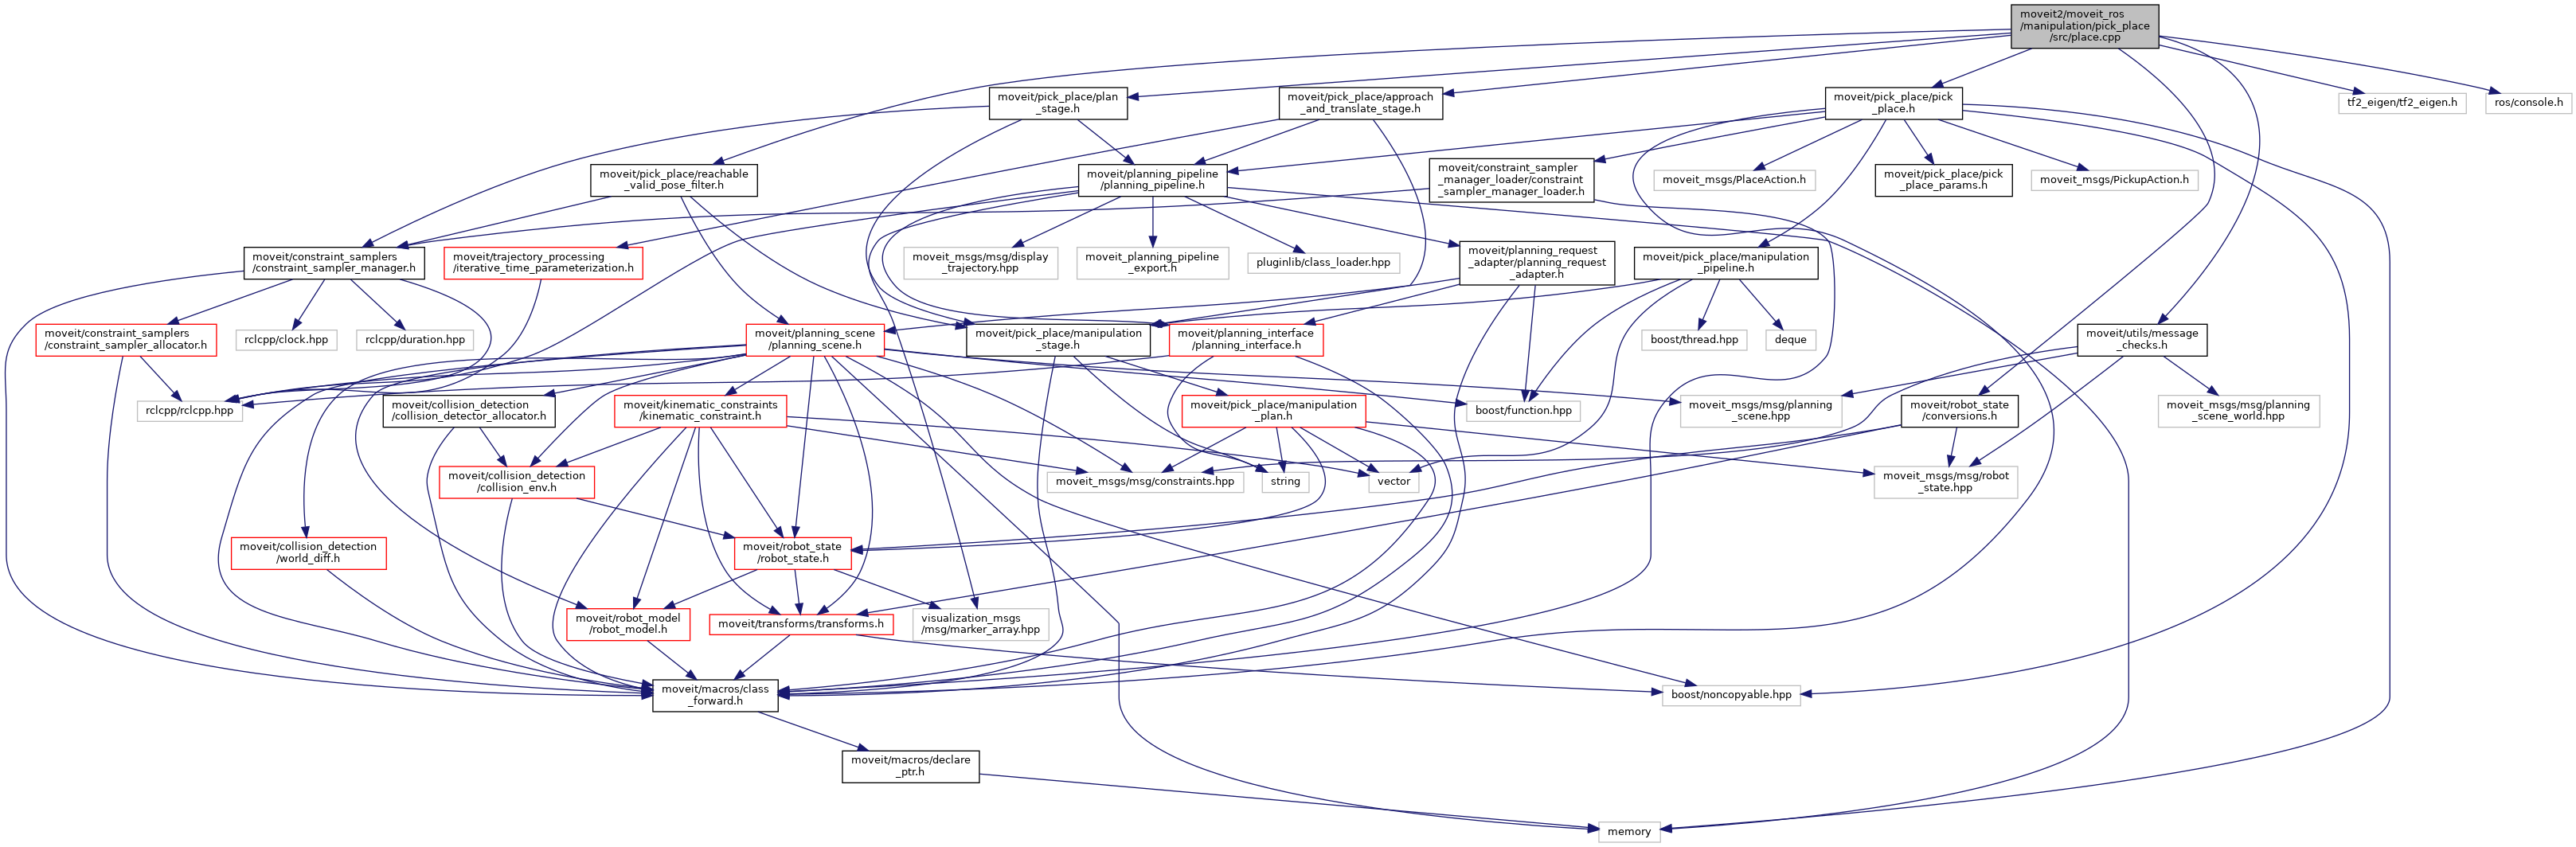 moveit2/moveit_ros
/manipulation/pick_place
/src/place.cpp
moveit/pick_place/plan
_stage.h
moveit/pick_place/approach
_and_translate_stage.h
moveit/pick_place/pick
_place.h
tf2_eigen/tf2_eigen.h
ros/console.h
moveit/pick_place/reachable
_valid_pose_filter.h
moveit/planning_pipeline
/planning_pipeline.h
moveit/constraint_sampler
_manager_loader/constraint
_sampler_manager_loader.h
moveit_msgs/PlaceAction.h
moveit/pick_place/pick
_place_params.h
moveit_msgs/PickupAction.h
moveit/constraint_samplers
/constraint_sampler_manager.h
moveit/trajectory_processing
/iterative_time_parameterization.h
moveit_msgs/msg/display
_trajectory.hpp
moveit_planning_pipeline
_export.h
pluginlib/class_loader.hpp
moveit/planning_request
_adapter/planning_request
_adapter.h
moveit/pick_place/manipulation
_pipeline.h
moveit/constraint_samplers
/constraint_sampler_allocator.h
rclcpp/clock.hpp
rclcpp/duration.hpp
moveit/planning_scene
/planning_scene.h
moveit/pick_place/manipulation
_stage.h
moveit/planning_interface
/planning_interface.h
boost/thread.hpp
deque
moveit/utils/message
_checks.h
rclcpp/rclcpp.hpp
moveit/collision_detection
/collision_detector_allocator.h
moveit/kinematic_constraints
/kinematic_constraint.h
moveit/pick_place/manipulation
_plan.h
boost/function.hpp
moveit_msgs/msg/planning
_scene.hpp
moveit/robot_state
/conversions.h
moveit_msgs/msg/planning
_scene_world.hpp
moveit/collision_detection
/collision_env.h
moveit_msgs/msg/constraints.hpp
string
vector
moveit_msgs/msg/robot
_state.hpp
moveit/collision_detection
/world_diff.h
moveit/robot_state
/robot_state.h
moveit/robot_model
/robot_model.h
moveit/transforms/transforms.h
visualization_msgs
/msg/marker_array.hpp
moveit/macros/class
_forward.h
boost/noncopyable.hpp
moveit/macros/declare
_ptr.h
memory